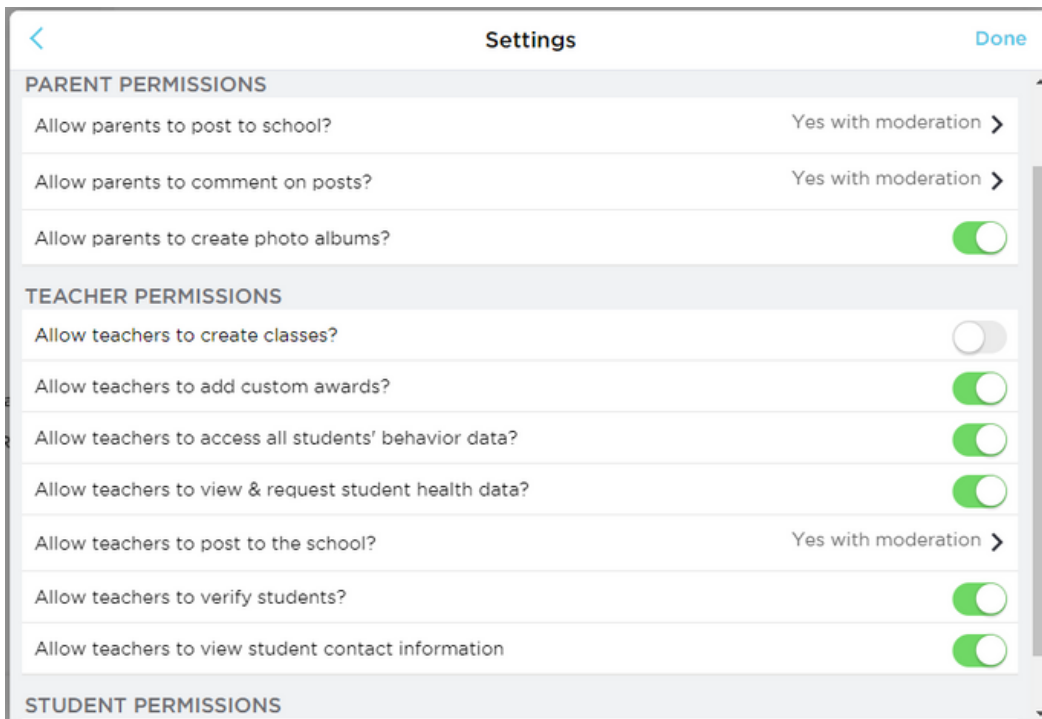 Settings
Done
PARENT PERMISSIONS
Allow parents to post to school? Yes with moderation
Allow parents to comment on posts? Yes with moderation
Allow parents to create photo albums?
TEACHER PERMISSIONS
Allow teachers to create classes?
Allow teachers to add custom awards?
Allow teachers to access all students' behavior data?
Allow teachers to view & request student health data?
Allow teachers to post to the school? Yes with moderation
Allow teachers to verify students?
Allow teachers to view student contact information
STUDENT PERMISSIONS